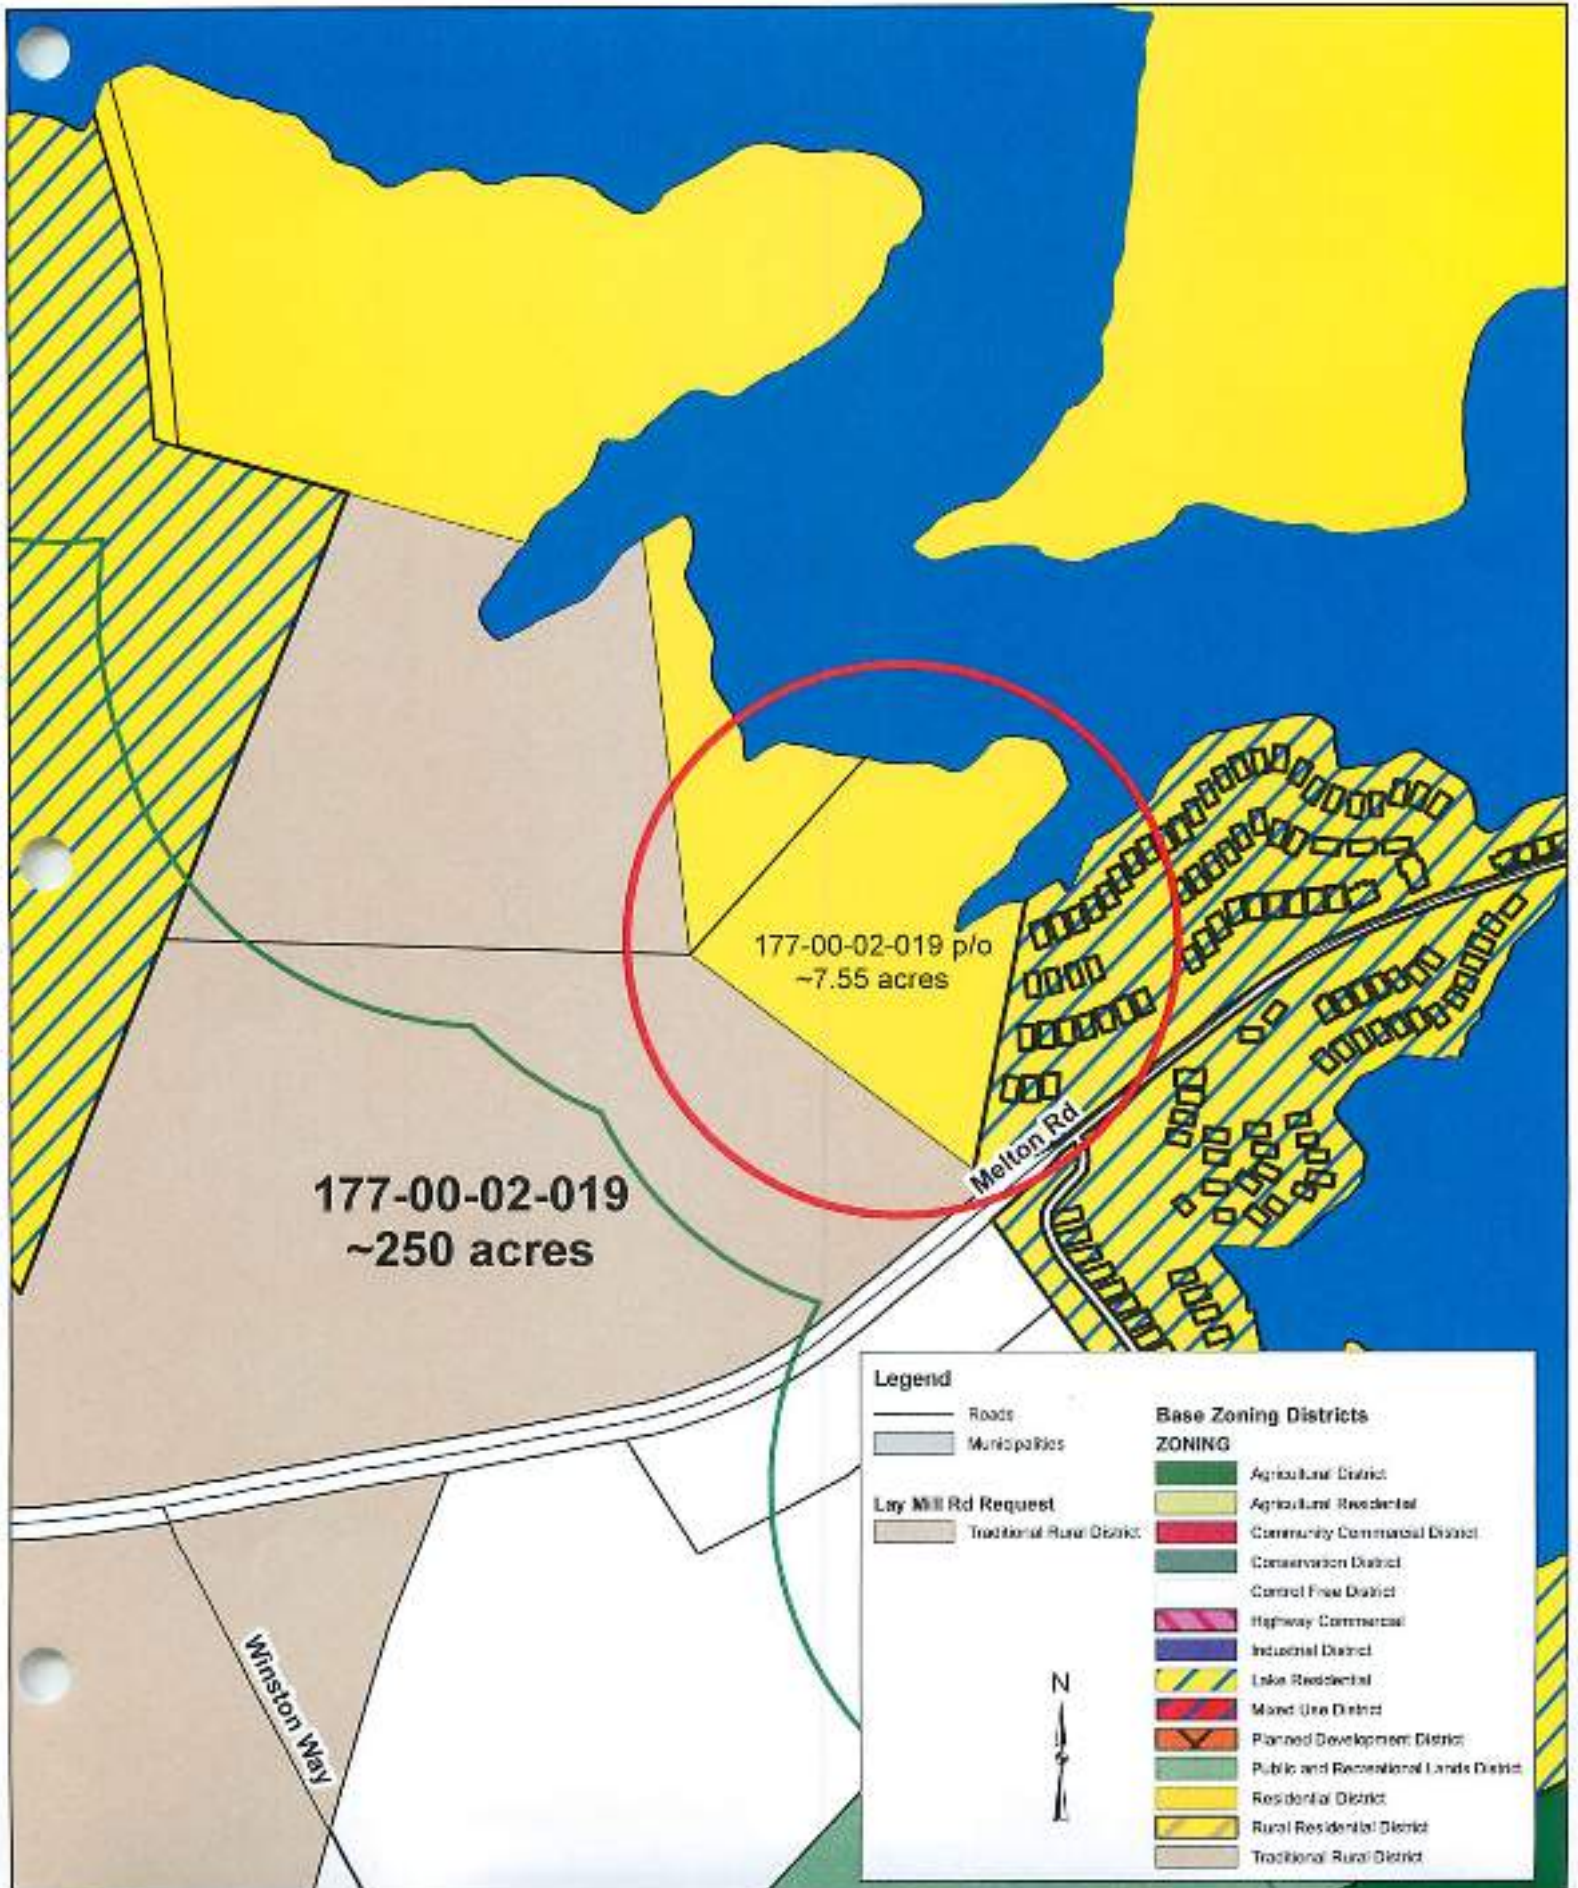 177-00-02-019 p/o
~7.55 acres
Melton Rd
177-00-02-019
~250 acres
Winston Way
Legend
Roads
Municipalities
Lay Mill Rd Request
Traditional Rural District
N
Base Zoning Districts
ZONING
Agricultural District
Agricultural Residential
Community Commercial District
Conservation District
Control Free District
Highway Commercial
Industrial District
Lake Residential
Mixed Use District
Planned Development District
Public and Recreational Lands District
Residential District
Rural Residential District
Traditional Rural District